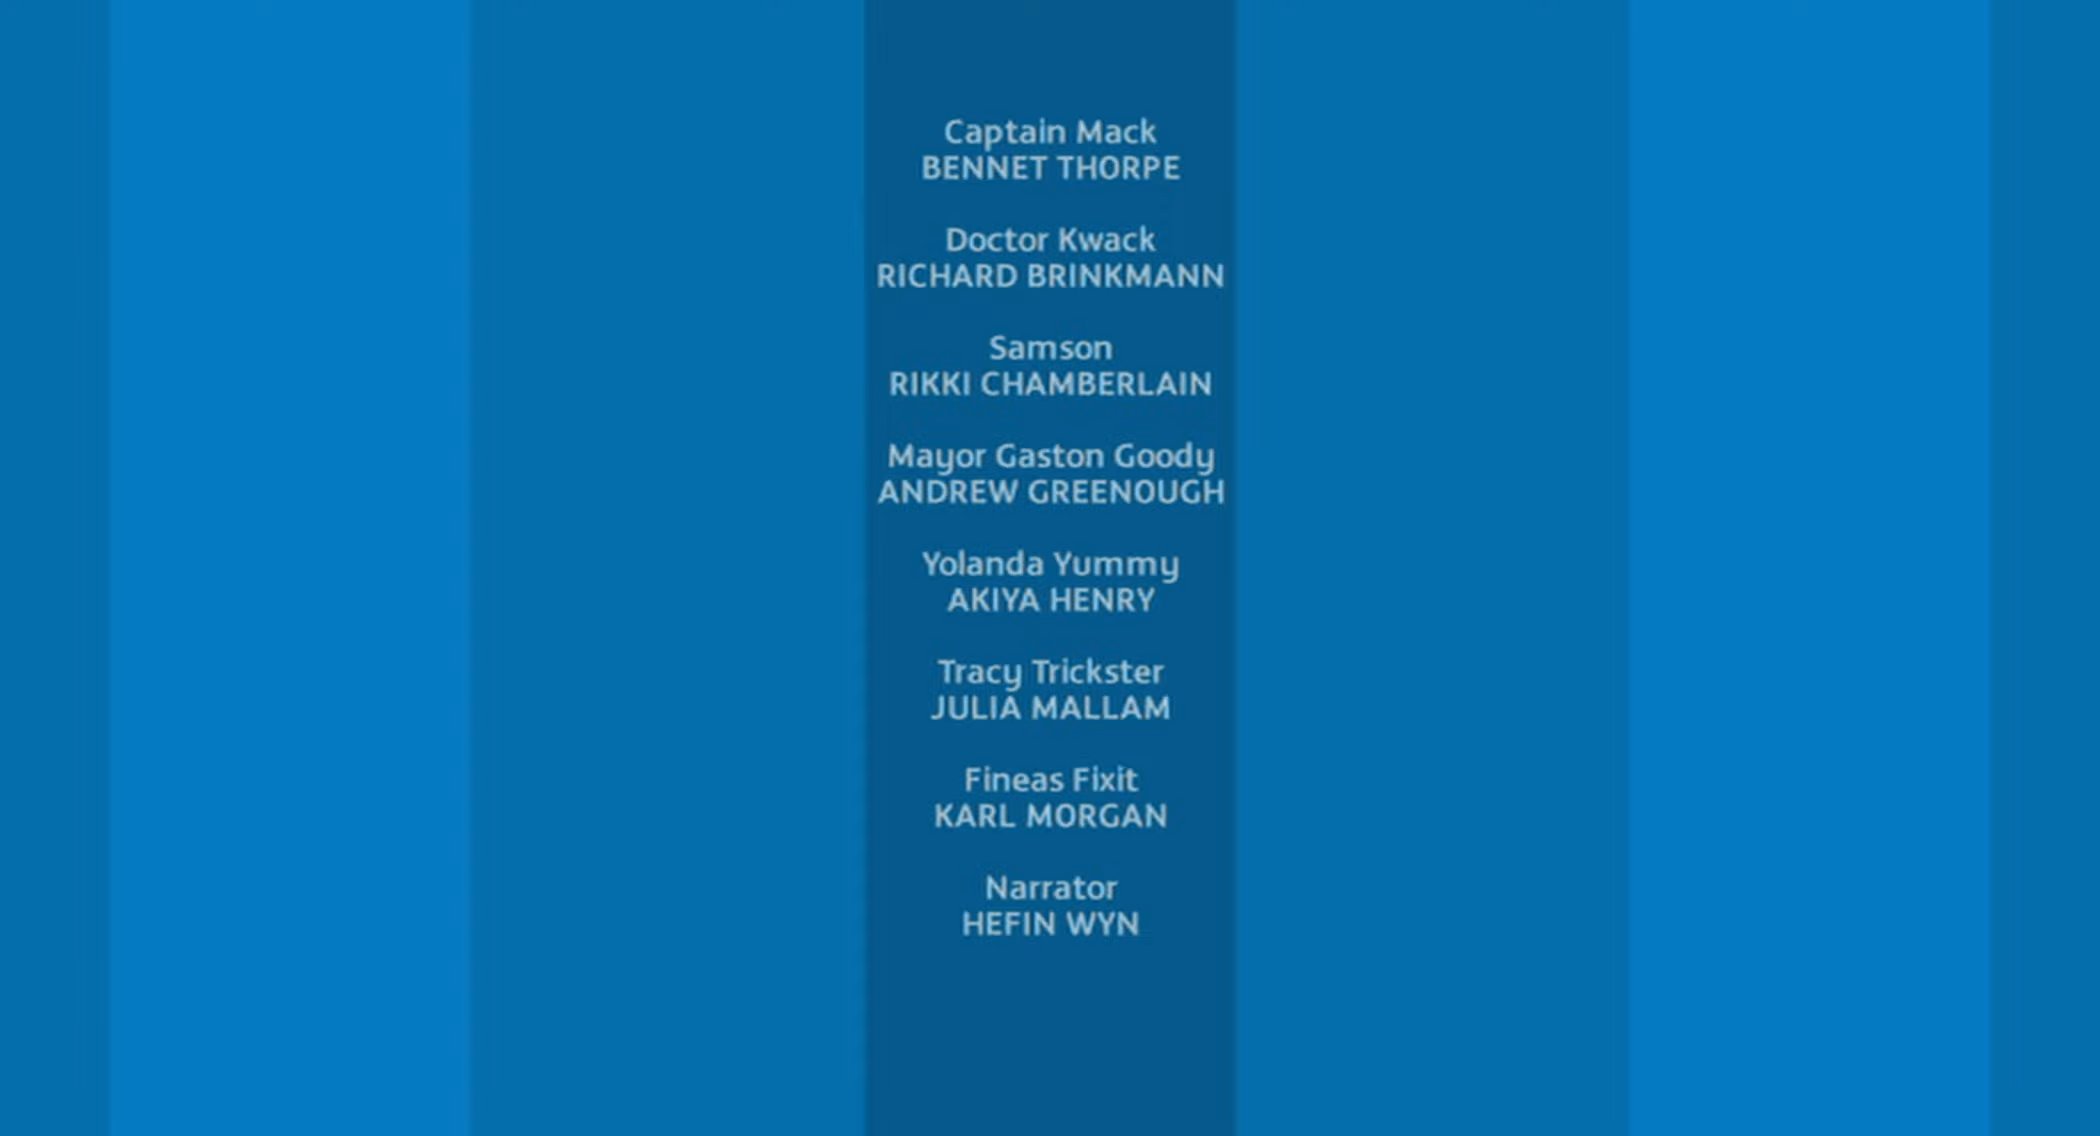 Captain Mack
BENNET THORPE
Doctor Kwack
RICHARD BRINKMANN
Samson
RIKKI CHAMBERLAIN
Mayor Gaston Goody
ANDREW GREENOUGH
Yolanda Yummy
AKIYA HENRY
Tracy Trickster
JULIA MALLAM
Fineas Fixit
KARL MORGAN
Narrator
HEFIN WYN